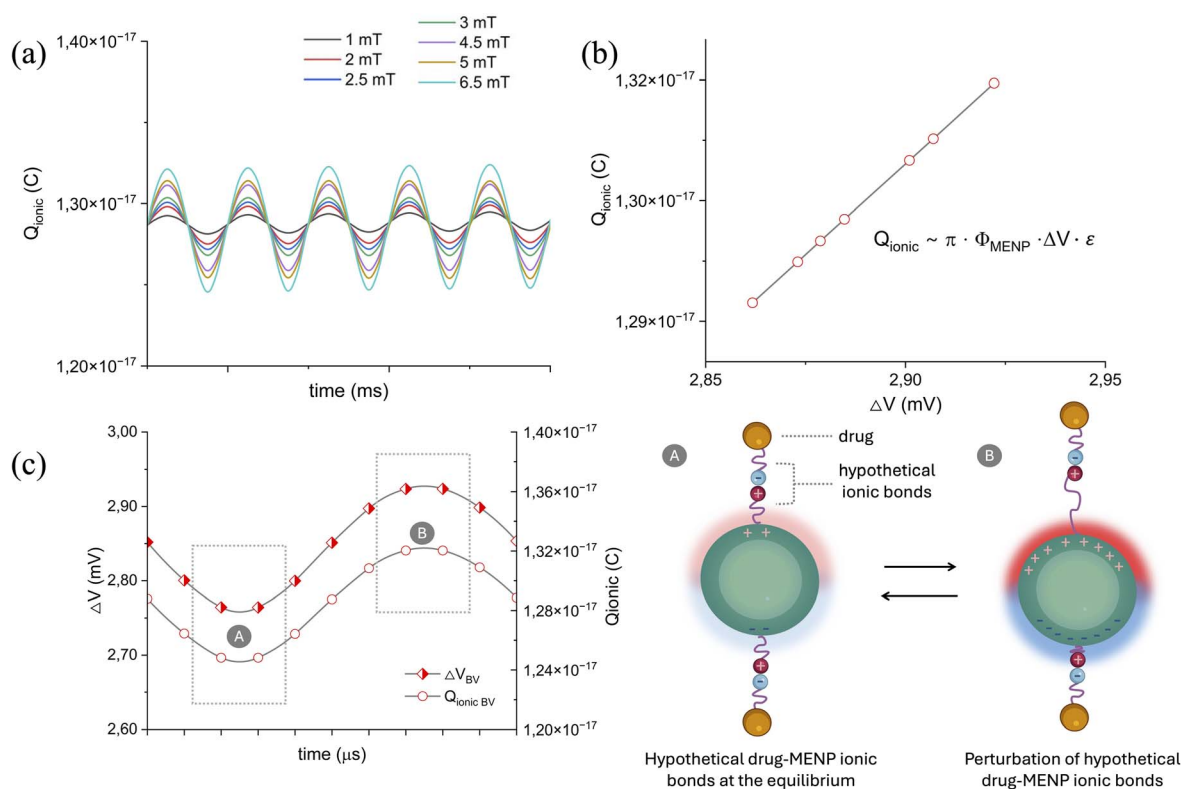 (a)
1,40×10⁻¹⁷
1,30×10⁻¹⁷
1,20×10⁻¹⁷
Q_ionic (C)
time (ms)
1 mT
2 mT
2.5 mT
3 mT
4.5 mT
5 mT
6.5 mT
(b)
1,32×10⁻¹⁷
1,30×10⁻¹⁷
1,29×10⁻¹⁷
Q_ionic (C)
Q_ionic ~ π · Φ_MENP · ΔV · ε
2,85
2,90
2,95
ΔV (mV)
(c)
3,00
2,90
2,80
2,70
2,60
ΔV (mV)
1,40×10⁻¹⁷
1,36×10⁻¹⁷
1,32×10⁻¹⁷
1,28×10⁻¹⁷
1,24×10⁻¹⁷
1,20×10⁻¹⁷
Qionic (C)
A
B
ΔV_BV
Q_ionic BV
time (μs)
A
drug
hypothetical
ionic bonds
-
+
+ +
- -
+
-
Hypothetical drug-MENP ionic
bonds at the equilibrium
B
-
+
+ + + + + + + +
- - - - - - - -
+
-
Perturbation of hypothetical
drug-MENP ionic bonds